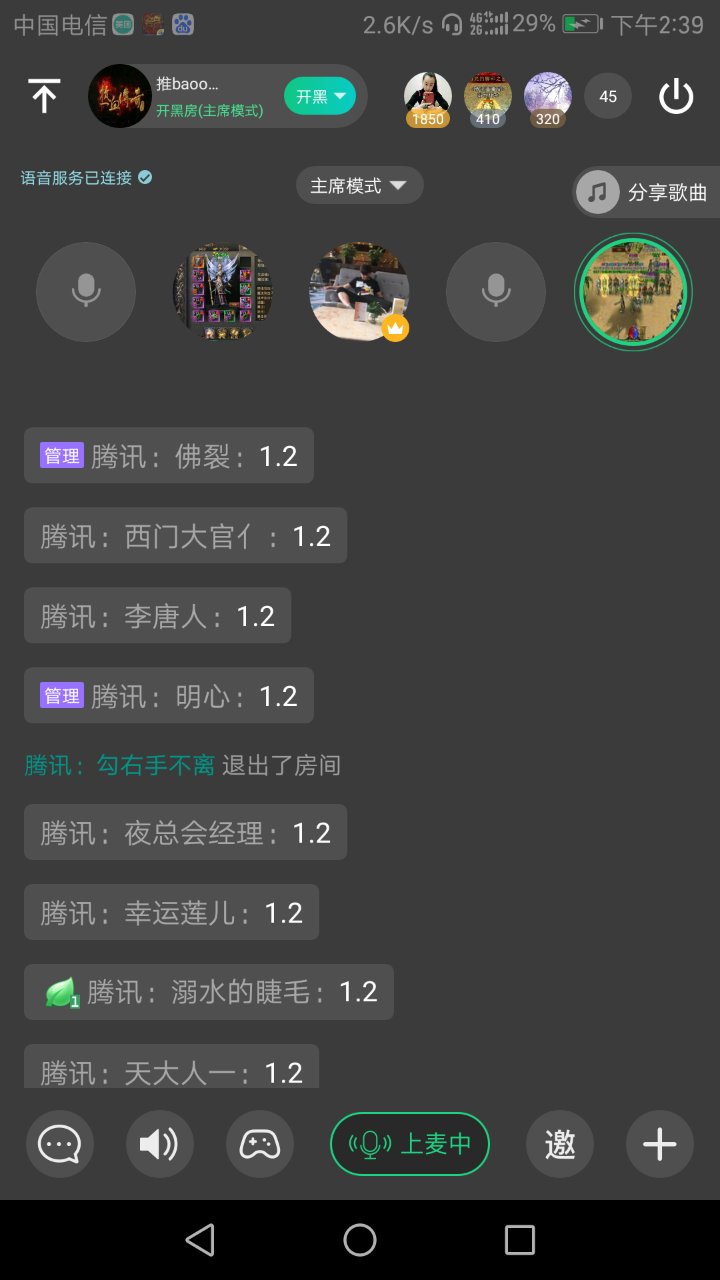 中国电信 2.6K/s 4G 2G 29% 下午2:39
推baoo...
开黑房(主席模式)
开黑
1850 410 320 45
语音服务已连接 主席模式 分享歌曲
管理 腾讯：佛裂：1.2
腾讯：西门大官亻：1.2
腾讯：李唐人：1.2
管理 腾讯：明心：1.2
腾讯：勾右手不离 退出了房间
腾讯：夜总会经理：1.2
腾讯：幸运莲儿：1.2
1 腾讯：溺水的睫毛：1.2
腾讯：天大人一：1.2
上麦中 邀